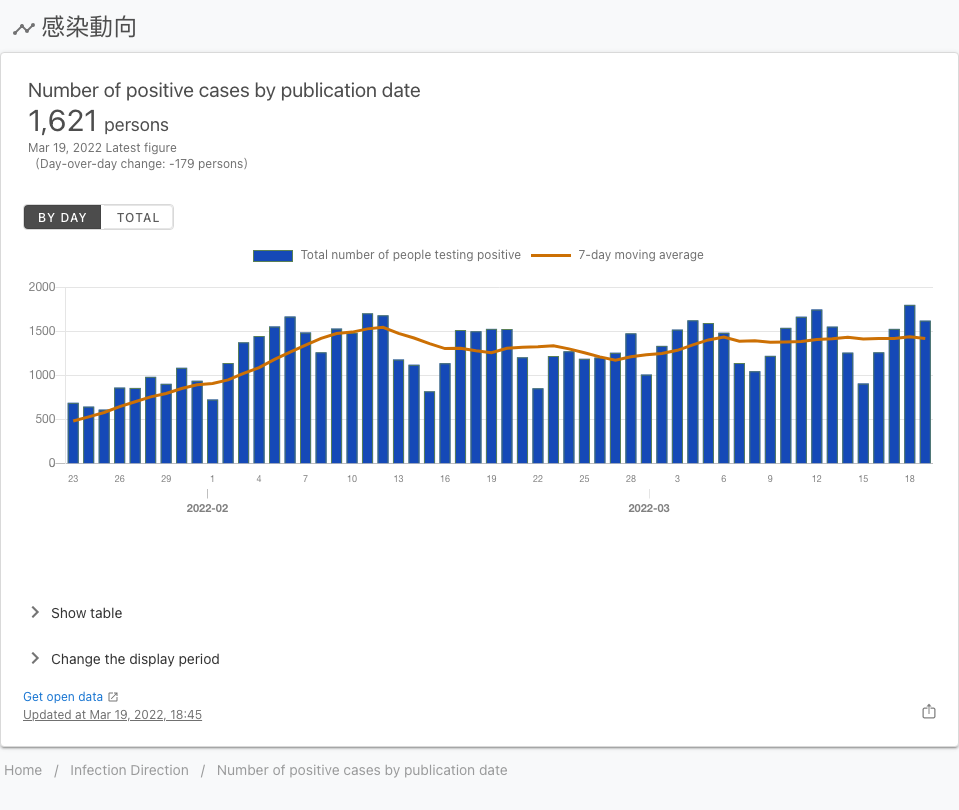 感染動向
Number of positive cases by publication date
1,621 persons
Mar 19, 2022 Latest figure
(Day-over-day change: -179 persons)
BY DAY TOTAL
Total number of people testing positive 7-day moving average
2000
1500
1000
500
0
23 26 29 1 4 7 10 13 16 19 22 25 28 3 6 9 12 15 18
2022-02 2022-03
Show table
Change the display period
Get open data
Updated at Mar 19, 2022, 18:45
Home / Infection Direction / Number of positive cases by publication date